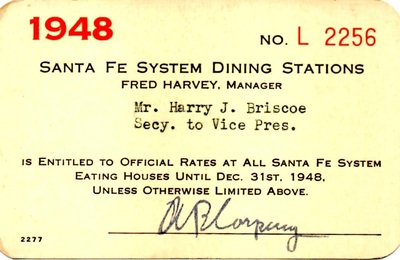 1948
NO. L 2256
SANTA FE SYSTEM DINING STATIONS
FRED HARVEY, MANAGER
Mr. Harry J. Briscoe
Secy. to Vice Pres.
IS ENTITLED TO OFFICIAL RATES AT ALL SANTA FE SYSTEM
EATING HOUSES UNTIL DEC. 31ST, 1948,
UNLESS OTHERWISE LIMITED ABOVE.
2277